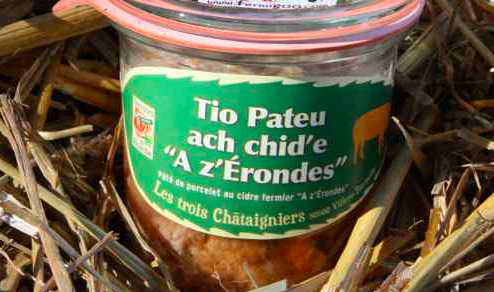 Tio Pateu
ach chid'e
"A z'Érondes"
Pâté de porcelet au cidre fermier "A z'Érondes"
Les trois Châtaigniers